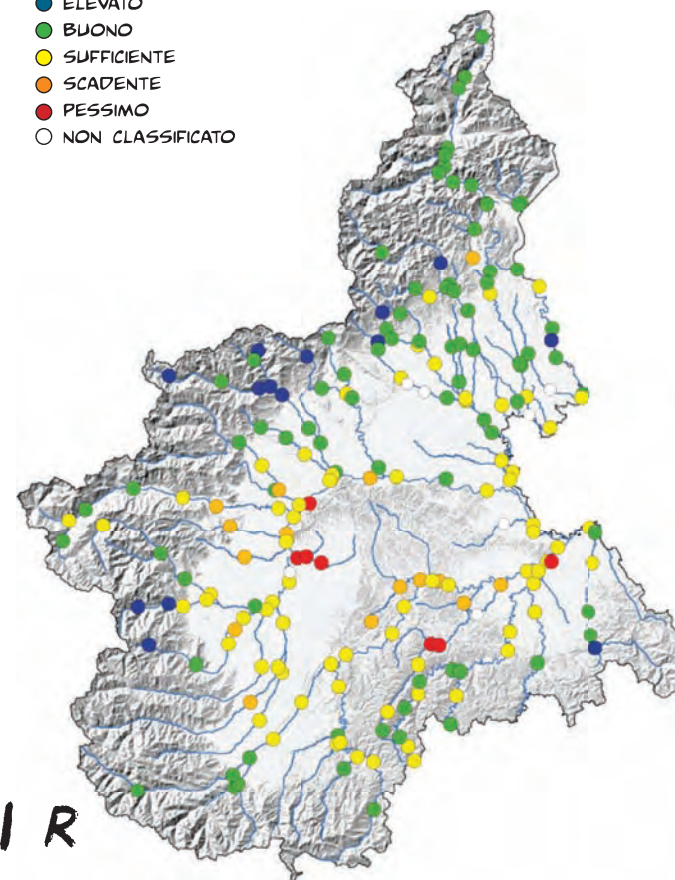 ELEVATO
BUONO
SUFFICIENTE
SCADENTE
PESSIMO
NON CLASSIFICATO
I R